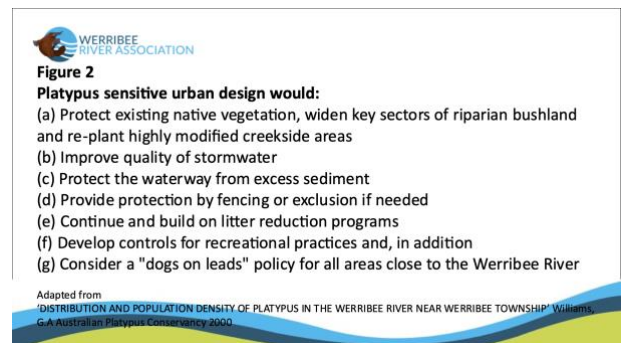 WERRIBEE
RIVER ASSOCIATION
Figure 2
Platypus sensitive urban design would:
(a) Protect existing native vegetation, widen key sectors of riparian bushland
and re-plant highly modified creekside areas
(b) Improve quality of stormwater
(c) Protect the waterway from excess sediment
(d) Provide protection by fencing or exclusion if needed
(e) Continue and build on litter reduction programs
(f) Develop controls for recreational practices and, in addition
(g) Consider a "dogs on leads" policy for all areas close to the Werribee River
Adapted from
'DISTRIBUTION AND POPULATION DENSITY OF PLATYPUS IN THE WERRIBEE RIVER NEAR WERRIBEE TOWNSHIP' Williams,
G.A Australian Platypus Conservancy 2000